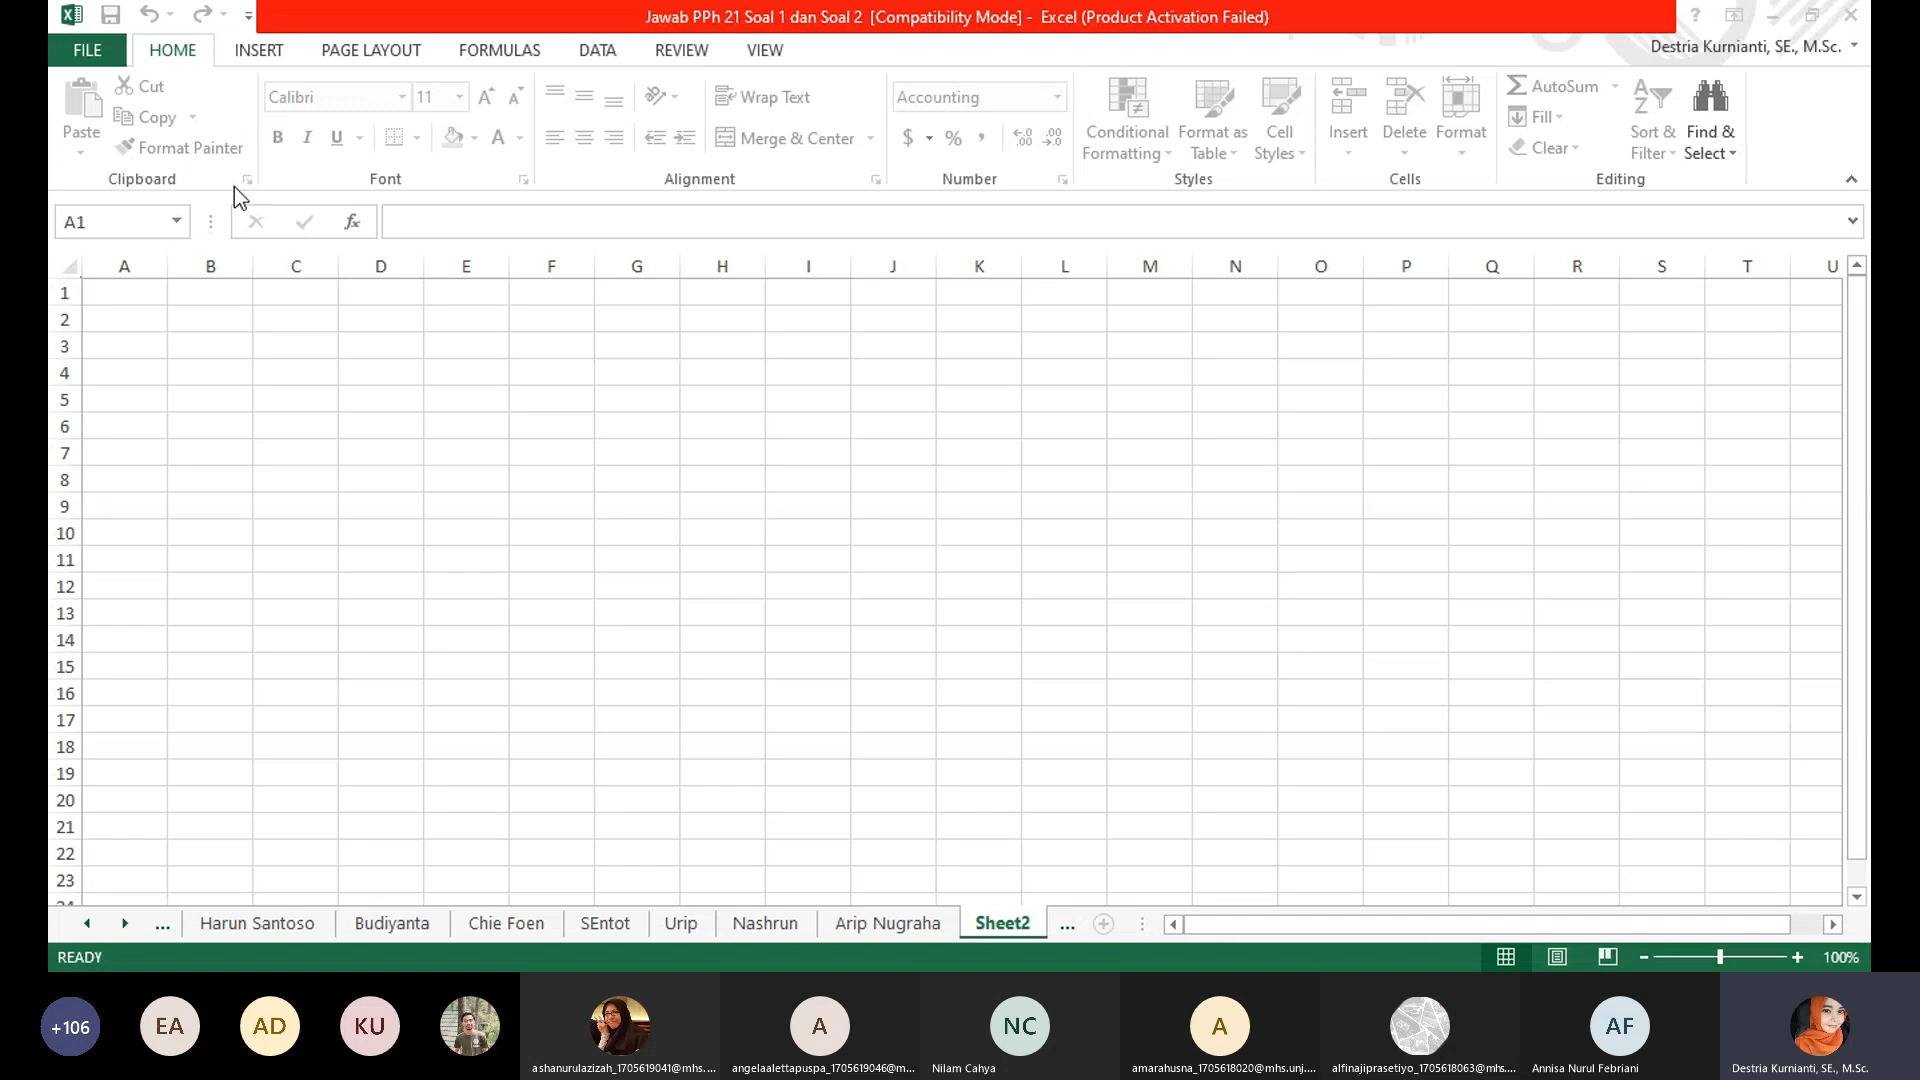 Jawab PPh 21 Soal 1 dan Soal 2 [Compatibility Mode] - Excel (Product Activation Failed)
FILE HOME INSERT PAGE LAYOUT FORMULAS DATA REVIEW VIEW
Destria Kurnianti, SE., M.Sc.
Paste
Cut
Copy
Format Painter
Clipboard
Calibri 11
B I U
Font
Wrap Text
Merge & Center
Alignment
Accounting
$ % ,
Number
Conditional Formatting
Format as Table
Cell Styles
Styles
Insert
Delete
Format
Cells
AutoSum
Fill
Clear
Sort & Filter
Find & Select
Editing
A1
fx
A B C D E F G H I J K L M N O P Q R S T U
1
2
3
4
5
6
7
8
9
10
11
12
13
14
15
16
17
18
19
20
21
22
23
24
... Harun Santoso Budiyanta Chie Foen SEntot Urip Nashrun Arip Nugraha Sheet2 ...
READY
100%
+106
EA
AD
KU
ashanurulazizah_1705619041@mhs....
A
angelaalettapuspa_1705619046@m...
NC
Nilam Cahya
A
amarahusna_1705618020@mhs.unj....
alfinajiprasetiyo_1705618063@mhs....
AF
Annisa Nurul Febriani
Destria Kurnianti, SE., M.Sc.